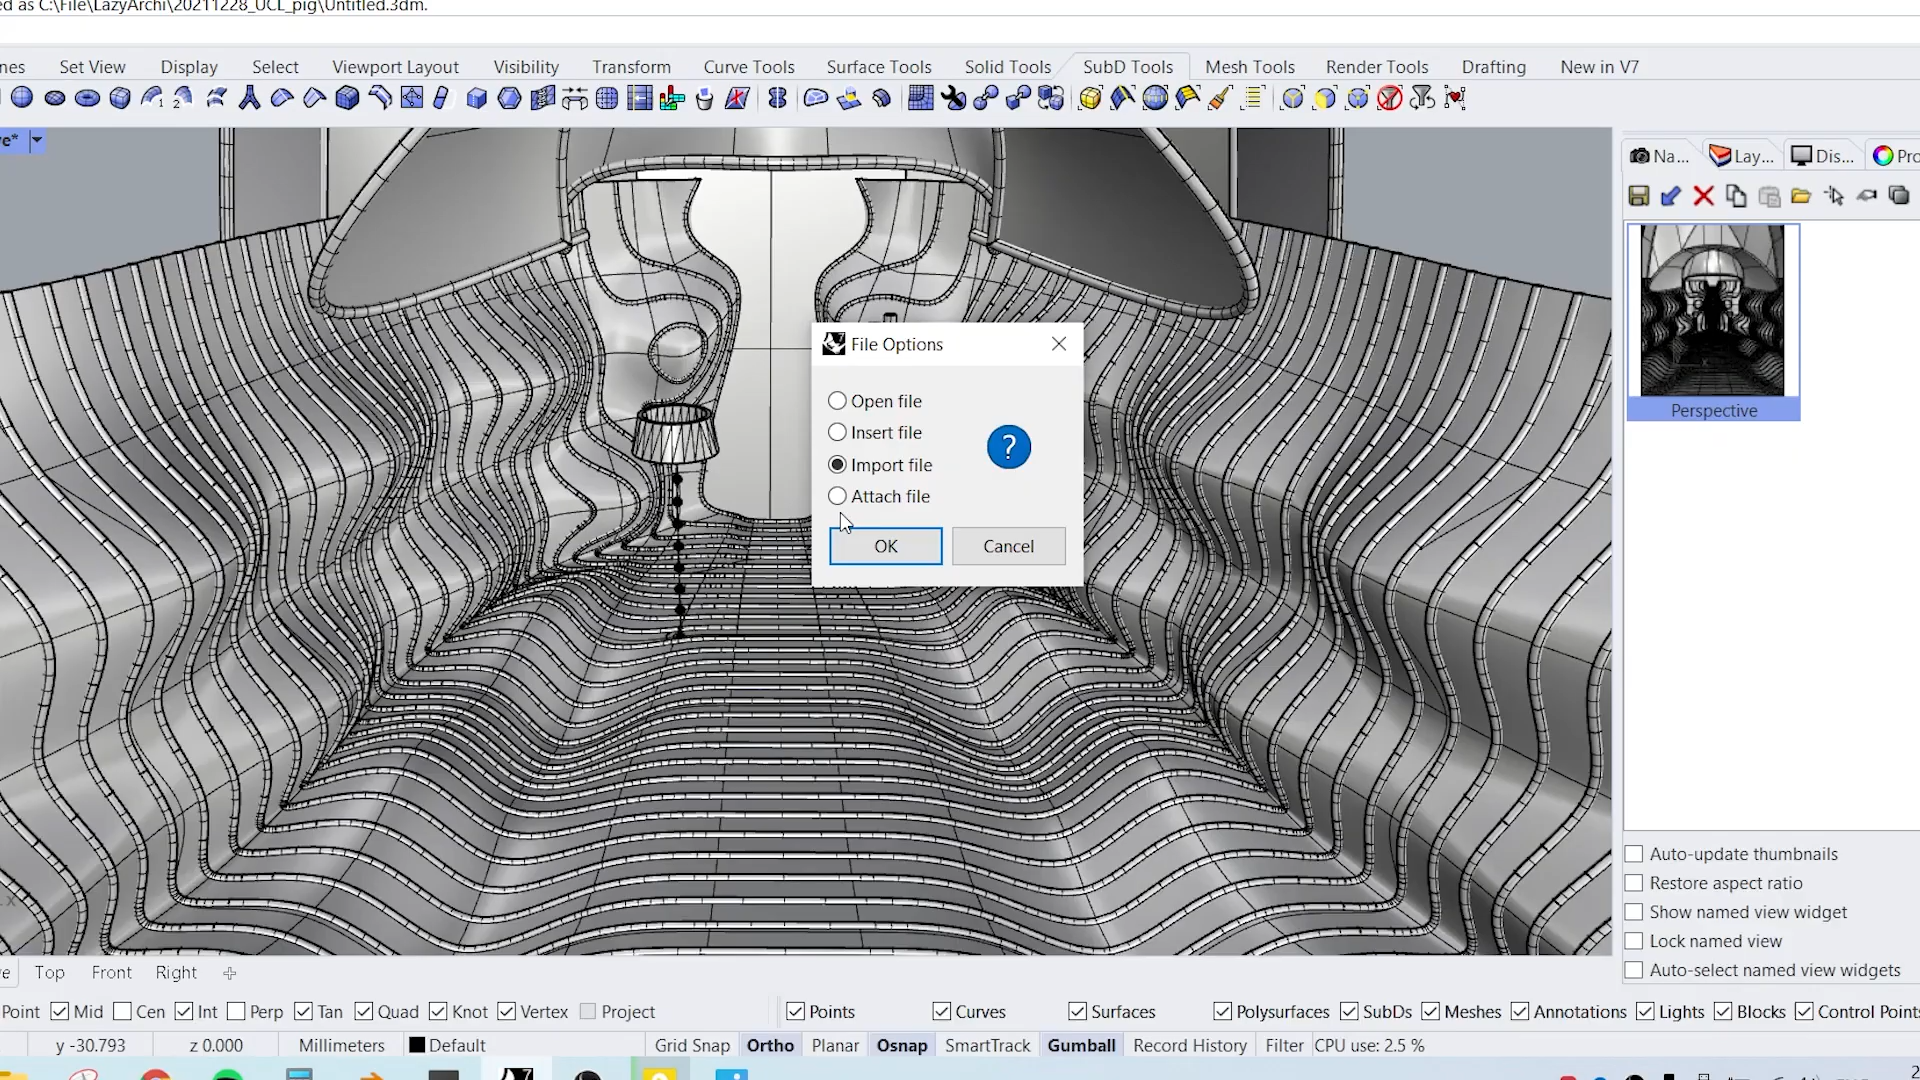 ed as C:\File\LazyArchi\20211228_UCL_pig\Untitled.3dm.
nes Set View Display Select Viewport Layout Visibility Transform Curve Tools Surface Tools Solid Tools SubD Tools Mesh Tools Render Tools Drafting New in V7
ve*
Na... Lay... Dis... Pro
File Options
Open file
Insert file
Import file
Attach file
OK Cancel
Perspective
Auto-update thumbnails
Restore aspect ratio
Show named view widget
Lock named view
Auto-select named view widgets
x
ve Top Front Right
Point Mid Cen Int Perp Tan Quad Knot Vertex Project Points Curves Surfaces Polysurfaces SubDs Meshes Annotations Lights Blocks Control Points
y -30.793 z 0.000 Millimeters Default Grid Snap Ortho Planar Osnap SmartTrack Gumball Record History Filter CPU use: 2.5 %